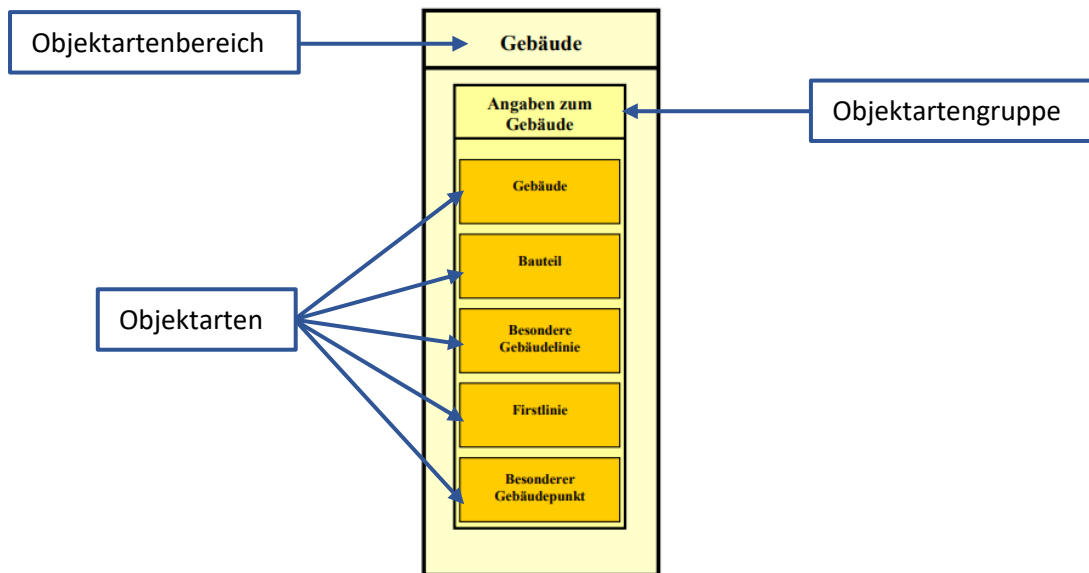 Objektartenbereich
Gebäude
Angaben zum
Gebäude
Objektartengruppe
Gebäude
Bauteil
Objektarten
Besondere
Gebäudelinie
Firstlinie
Besonderer
Gebäudepunkt